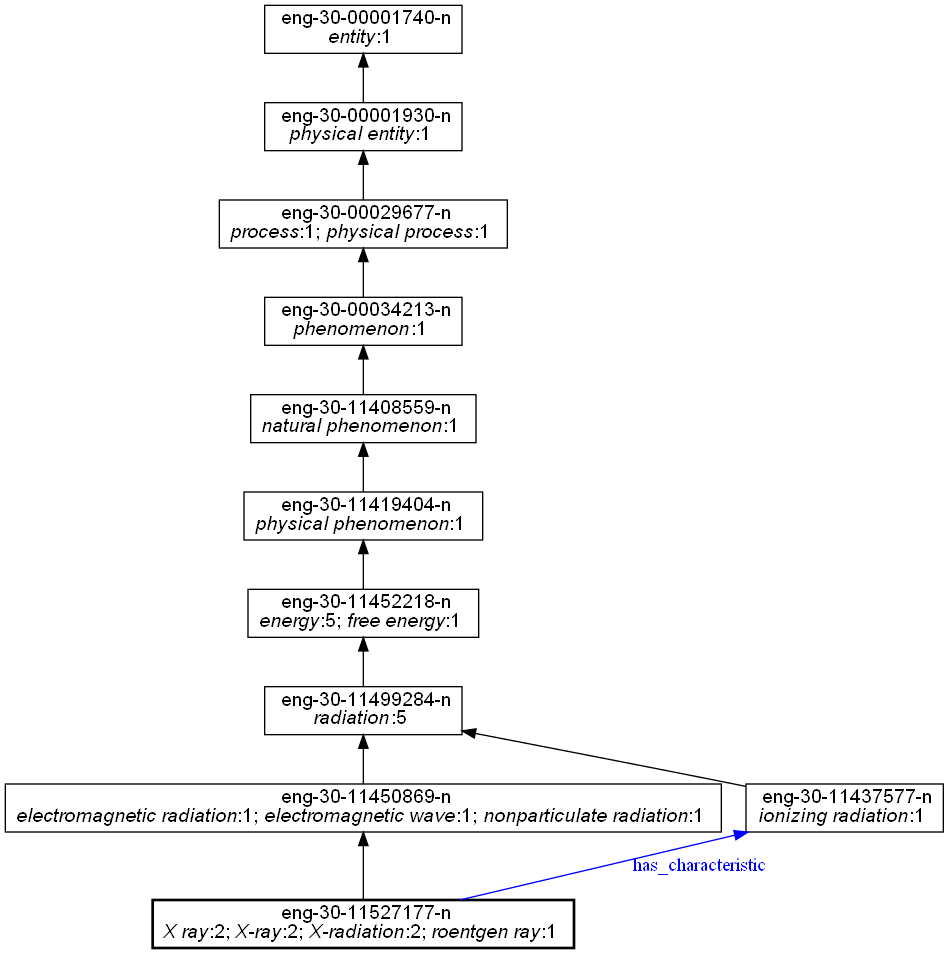 eng-30-00001740-n
entity:1
eng-30-00001930-n
physical entity:1
eng-30-00029677-n
process:1; physical process:1
eng-30-00034213-n
phenomenon:1
eng-30-11408559-n
natural phenomenon:1
eng-30-11419404-n
physical phenomenon:1
eng-30-11452218-n
energy:5; free energy:1
eng-30-11499284-n
radiation:5
eng-30-11450869-n
electromagnetic radiation:1; electromagnetic wave:1; nonparticulate radiation:1
eng-30-11437577-n
ionizing radiation:1
has_characteristic
eng-30-11527177-n
X ray:2; X-ray:2; X-radiation:2; roentgen ray:1